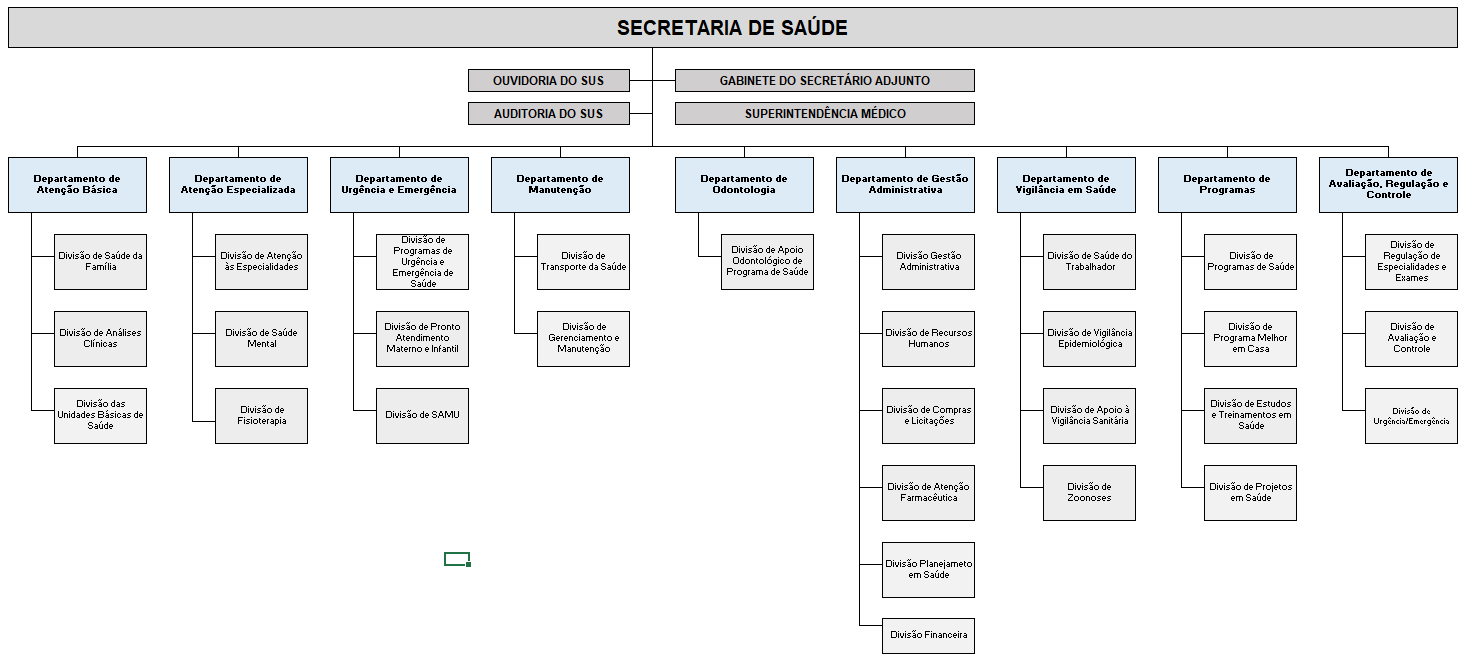 SECRETARIA DE SAÚDE
OUVIDORIA DO SUS
GABINETE DO SECRETÁRIO ADJUNTO
AUDITORIA DO SUS
SUPERINTENDÊNCIA MÉDICO
Departamento de
Atenção Básica
Divisão de Saúde da
Família
Divisão de Análises
Clínicas
Divisão das
Unidades Básicas de
Saúde
Departamento de
Atenção Especializada
Divisão de Atenção
às Especialidades
Divisão de Saúde
Mental
Divisão de
Fisioterapia
Departamento de
Urgência e Emergência
Divisão de
Programas de
Urgência e
Emergência de
Saúde
Divisão de Pronto
Atendimento
Materno e Infantil
Divisão de SAMU
Departamento de
Manutenção
Divisão de
Transporte da Saúde
Divisão de
Gerenciamento e
Manutenção
Departamento de
Odontologia
Divisão de Apoio
Odontológico de
Programa de Saúde
Departamento de Gestão
Administrativa
Divisão Gestão
Administrativa
Divisão de Recursos
Humanos
Divisão de Compras
e Licitações
Divisão de Atenção
Farmacêutica
Divisão Planejameto
em Saúde
Divisão Financeira
Departamento de
Vigilância em Saúde
Divisão de Saúde do
Trabalhador
Divisão de Vigilância
Epidemiológica
Divisão de Apoio à
Vigilância Sanitária
Divisão de
Zoonoses
Departamento de
Programas
Divisão de
Programas de Saúde
Divisão de
Programa Melhor
em Casa
Divisão de Estudos
e Treinamentos em
Saúde
Divisão de Projetos
em Saúde
Departamento de
Avaliação, Regulação e
Controle
Divisão de
Regulação de
Especialidades e
Exames
Divisão de
Avaliação e
Controle
Divisão de
Urgência/Emergência